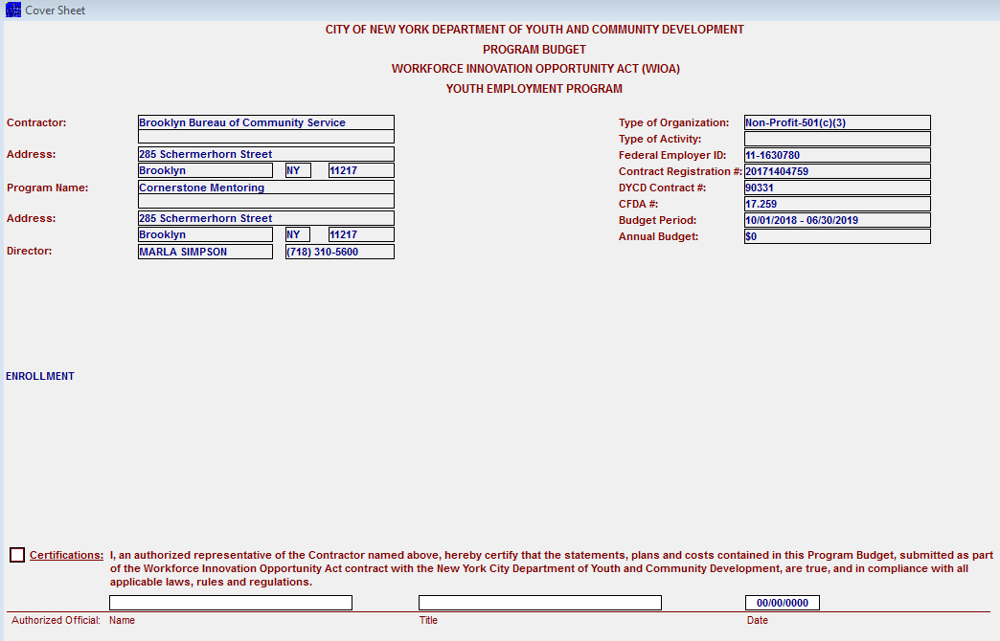 Cover Sheet
CITY OF NEW YORK DEPARTMENT OF YOUTH AND COMMUNITY DEVELOPMENT
PROGRAM BUDGET
WORKFORCE INNOVATION OPPORTUNITY ACT (WIOA)
YOUTH EMPLOYMENT PROGRAM
Contractor: Brooklyn Bureau of Community Service
Address: 285 Schermerhorn Street
Brooklyn NY 11217
Program Name: Cornerstone Mentoring
Address: 285 Schermerhorn Street
Brooklyn NY 11217
Director: MARLA SIMPSON (718) 310-5600
Type of Organization: Non-Profit-501(c)(3)
Type of Activity:
Federal Employer ID: 11-1630780
Contract Registration #: 20171404759
DYCD Contract #: 90331
CFDA #: 17.259
Budget Period: 10/01/2018 - 06/30/2019
Annual Budget: $0
ENROLLMENT
Certifications: I, an authorized representative of the Contractor named above, hereby certify that the statements, plans and costs contained in this Program Budget, submitted as part
of the Workforce Innovation Opportunity Act contract with the New York City Department of Youth and Community Development, are true, and in compliance with all
applicable laws, rules and regulations.
00/00/0000
Authorized Official: Name Title Date